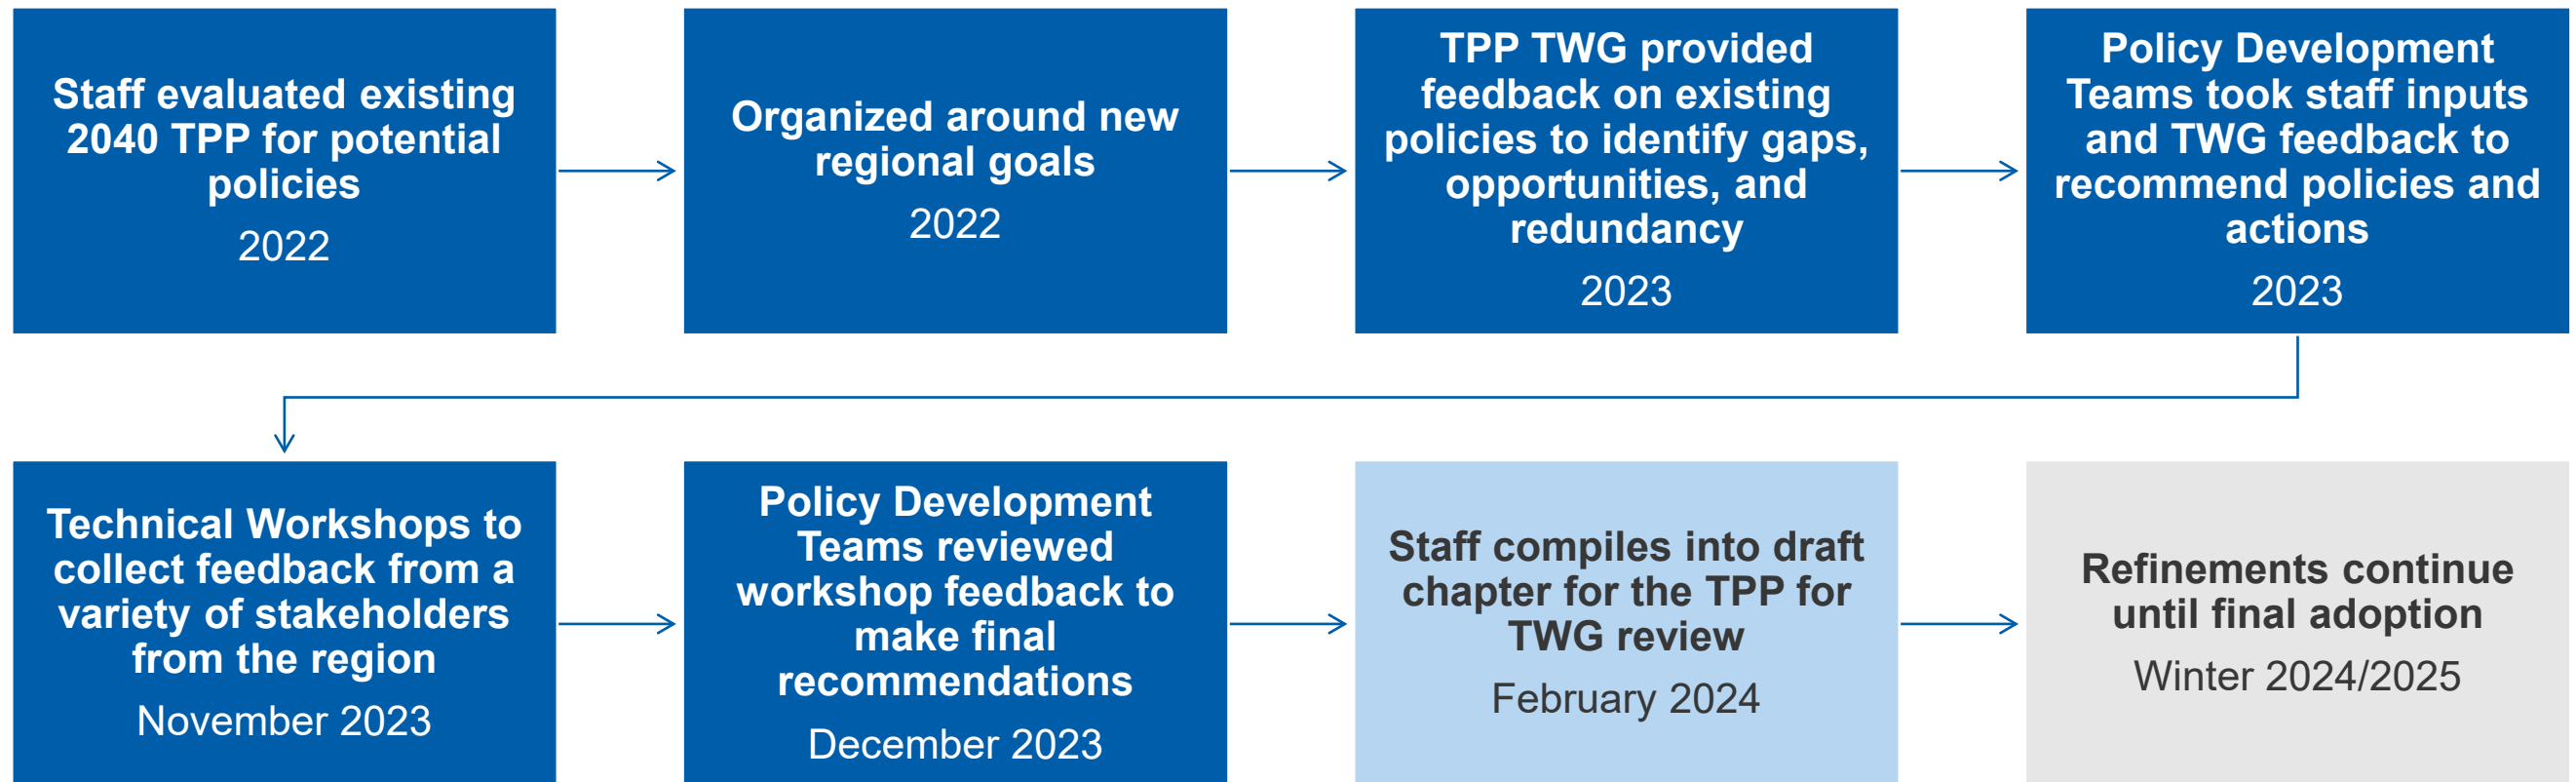 Staff evaluated existing
2040 TPP for potential
policies
2022
Organized around new
regional goals
2022
TPP TWG provided
feedback on existing
policies to identify gaps,
opportunities, and
redundancy
2023
Policy Development
Teams took staff inputs
and TWG feedback to
recommend policies and
actions
2023
Technical Workshops to
collect feedback from a
variety of stakeholders
from the region
November 2023
Policy Development
Teams reviewed
workshop feedback to
make final
recommendations
December 2023
Staff compiles into draft
chapter for the TPP for
TWG review
February 2024
Refinements continue
until final adoption
Winter 2024/2025